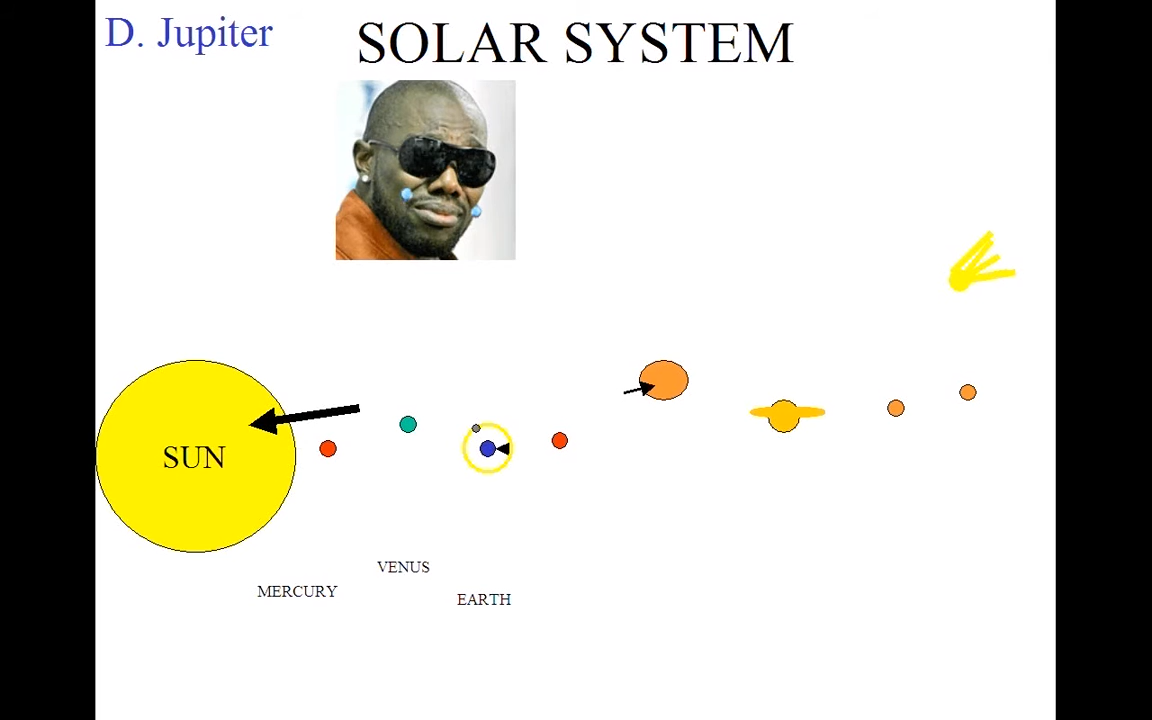 D. Jupiter
SOLAR SYSTEM
SUN
VENUS
MERCURY
EARTH